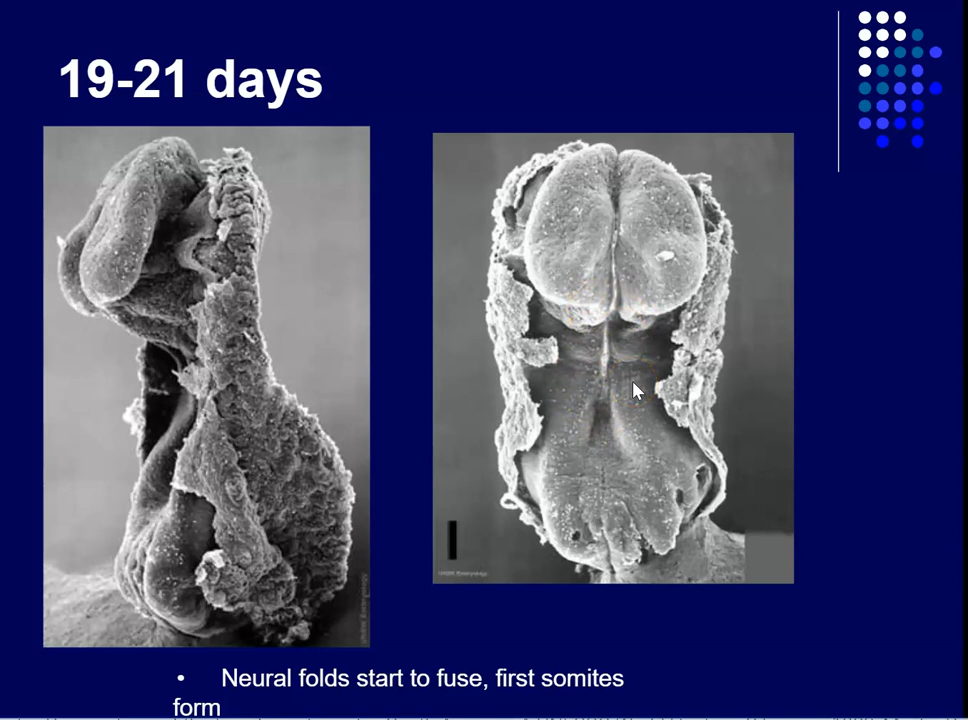 19-21 days
• Neural folds start to fuse, first somites
form